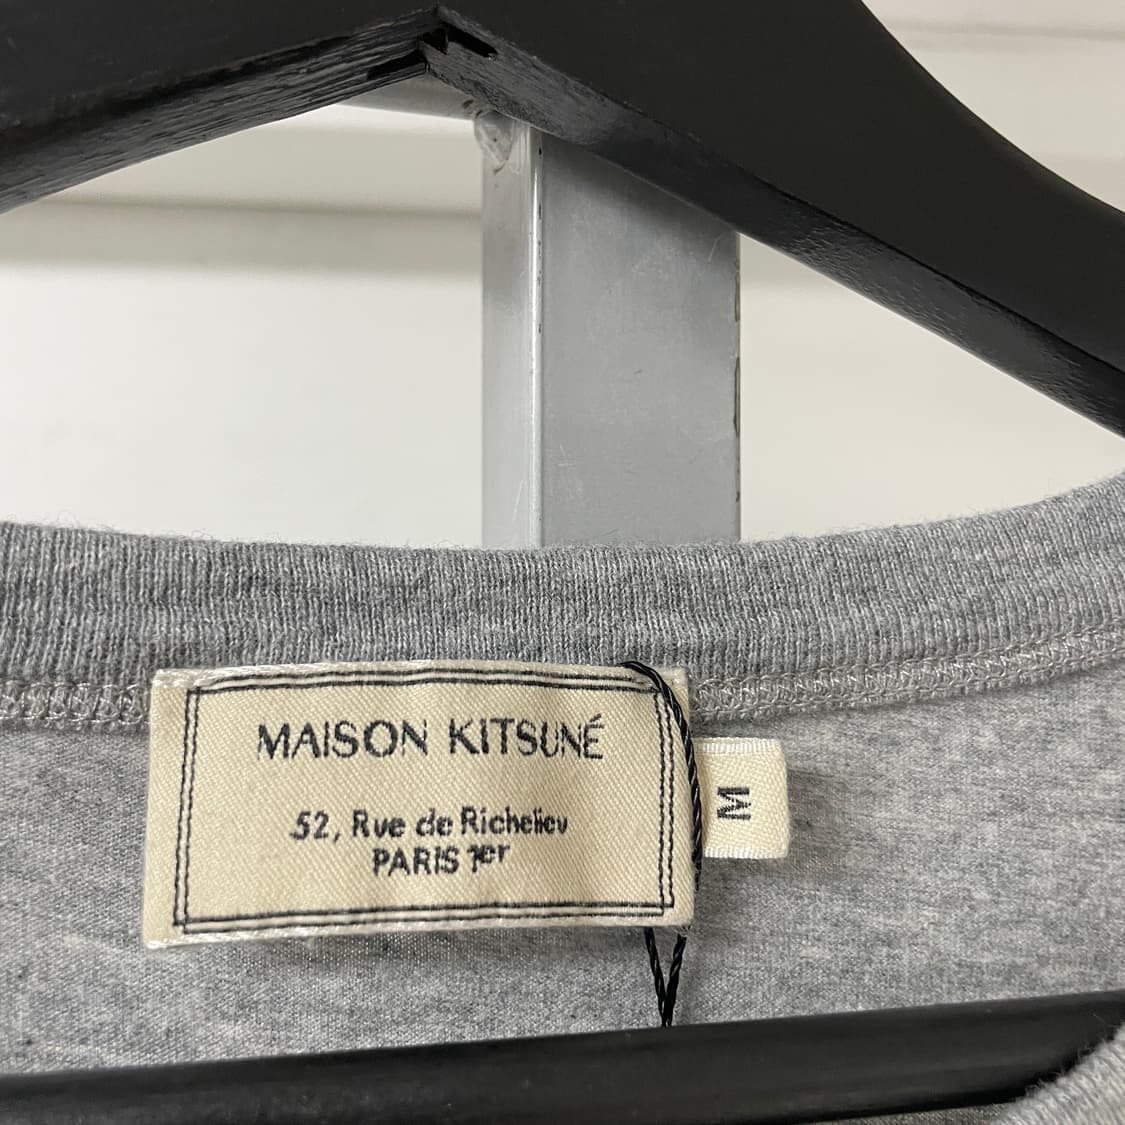 MAISON KITSUNÉ
52, Rue de Richelieu
PARIS 1er
M